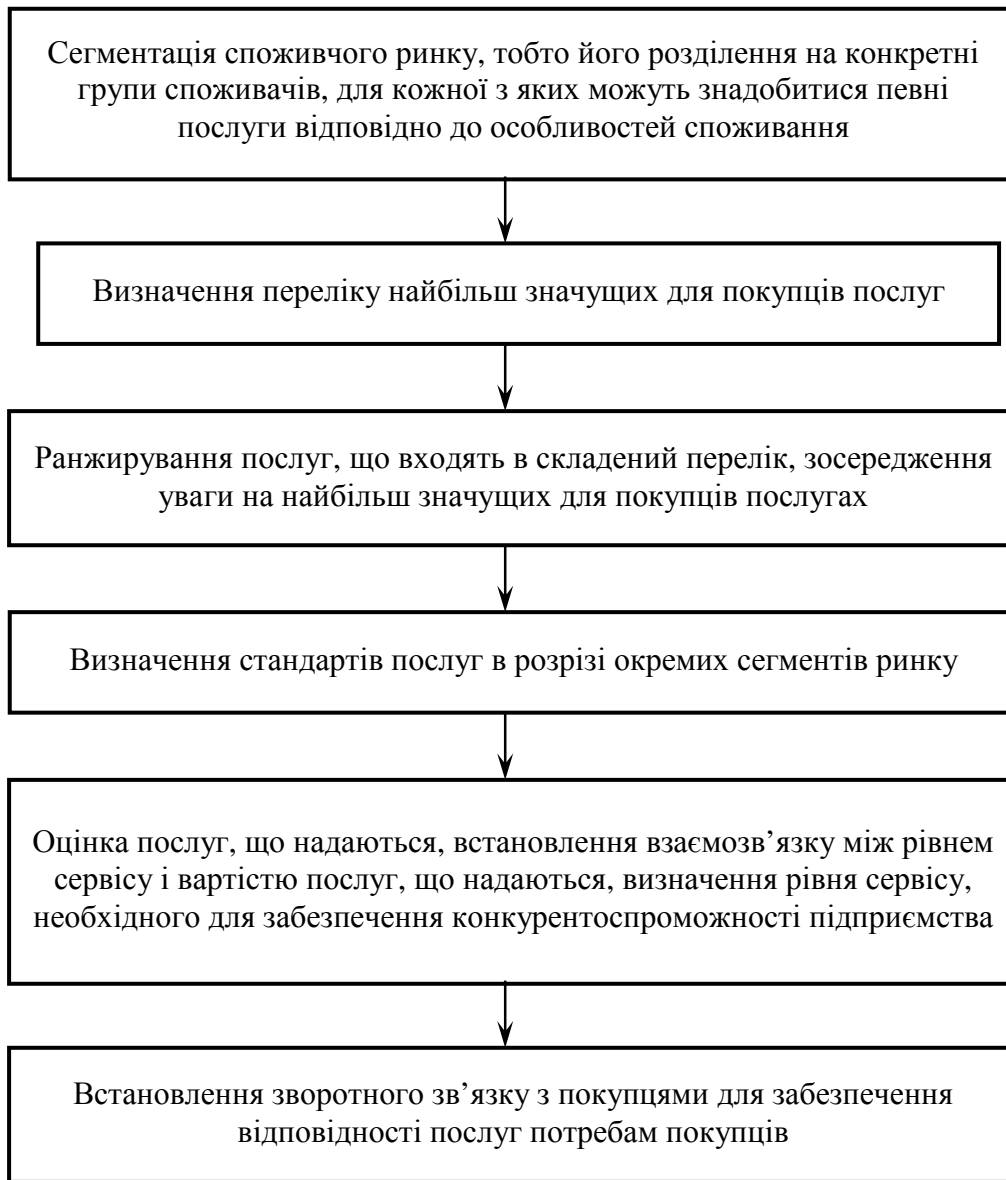 Сегментація споживчого ринку, тобто його розділення на конкретні
групи споживачів, для кожної з яких можуть знадобитися певні
послуги відповідно до особливостей споживання
Визначення переліку найбільш значущих для покупців послуг
Ранжирування послуг, що входять в складений перелік, зосередження
уваги на найбільш значущих для покупців послугах
Визначення стандартів послуг в розрізі окремих сегментів ринку
Оцінка послуг, що надаються, встановлення взаємозв’язку між рівнем
сервісу і вартістю послуг, що надаються, визначення рівня сервісу,
необхідного для забезпечення конкурентоспроможності підприємства
Встановлення зворотного зв’язку з покупцями для забезпечення
відповідності послуг потребам покупців